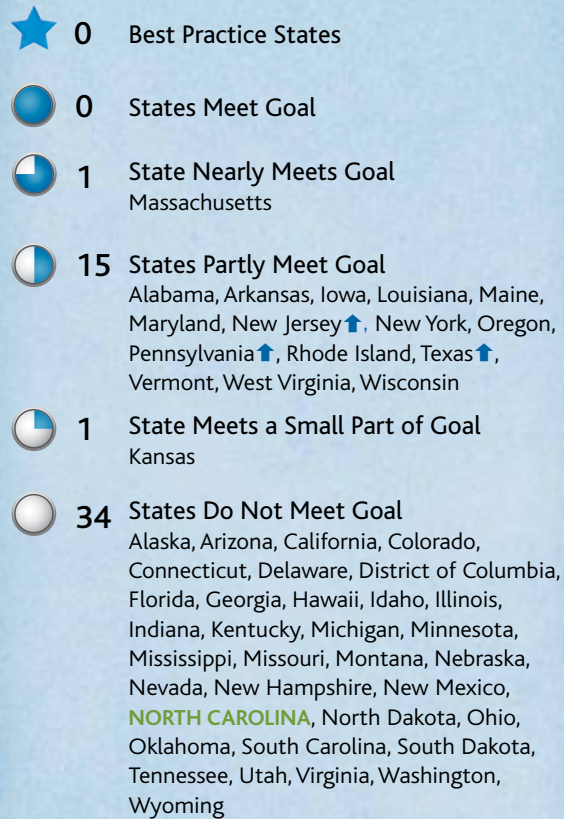 0 Best Practice States
0 States Meet Goal
1 State Nearly Meets Goal
Massachusetts
15 States Partly Meet Goal
Alabama, Arkansas, Iowa, Louisiana, Maine,
Maryland, New Jersey⬆, New York, Oregon,
Pennsylvania⬆, Rhode Island, Texas⬆,
Vermont, West Virginia, Wisconsin
1 State Meets a Small Part of Goal
Kansas
34 States Do Not Meet Goal
Alaska, Arizona, California, Colorado,
Connecticut, Delaware, District of Columbia,
Florida, Georgia, Hawaii, Idaho, Illinois,
Indiana, Kentucky, Michigan, Minnesota,
Mississippi, Missouri, Montana, Nebraska,
Nevada, New Hampshire, New Mexico,
NORTH CAROLINA, North Dakota, Ohio,
Oklahoma, South Carolina, South Dakota,
Tennessee, Utah, Virginia, Washington,
Wyoming